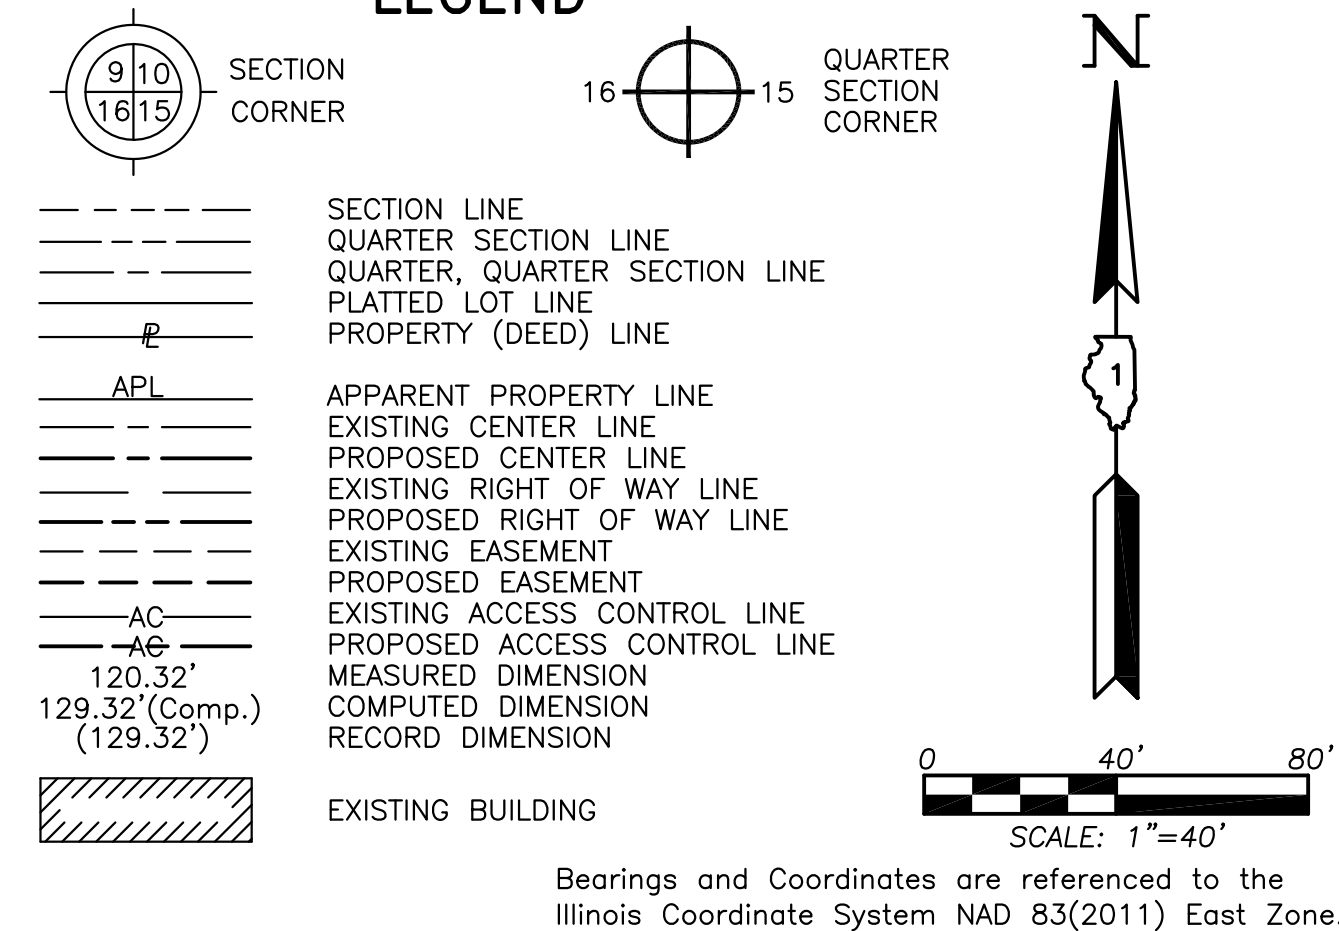 LEGEND
9 10
16 15
SECTION
CORNER
16 15
QUARTER
SECTION
CORNER
N
SECTION LINE
QUARTER SECTION LINE
QUARTER, QUARTER SECTION LINE
PLATTED LOT LINE
PL PROPERTY (DEED) LINE
APL APPARENT PROPERTY LINE
EXISTING CENTER LINE
PROPOSED CENTER LINE
EXISTING RIGHT OF WAY LINE
PROPOSED RIGHT OF WAY LINE
EXISTING EASEMENT
PROPOSED EASEMENT
AC EXISTING ACCESS CONTROL LINE
AC PROPOSED ACCESS CONTROL LINE
120.32' MEASURED DIMENSION
129.32'(Comp.) COMPUTED DIMENSION
(129.32') RECORD DIMENSION
EXISTING BUILDING
1
0 40' 80'
SCALE: 1"=40'
Bearings and Coordinates are referenced to the
Illinois Coordinate System NAD 83(2011) East Zone.